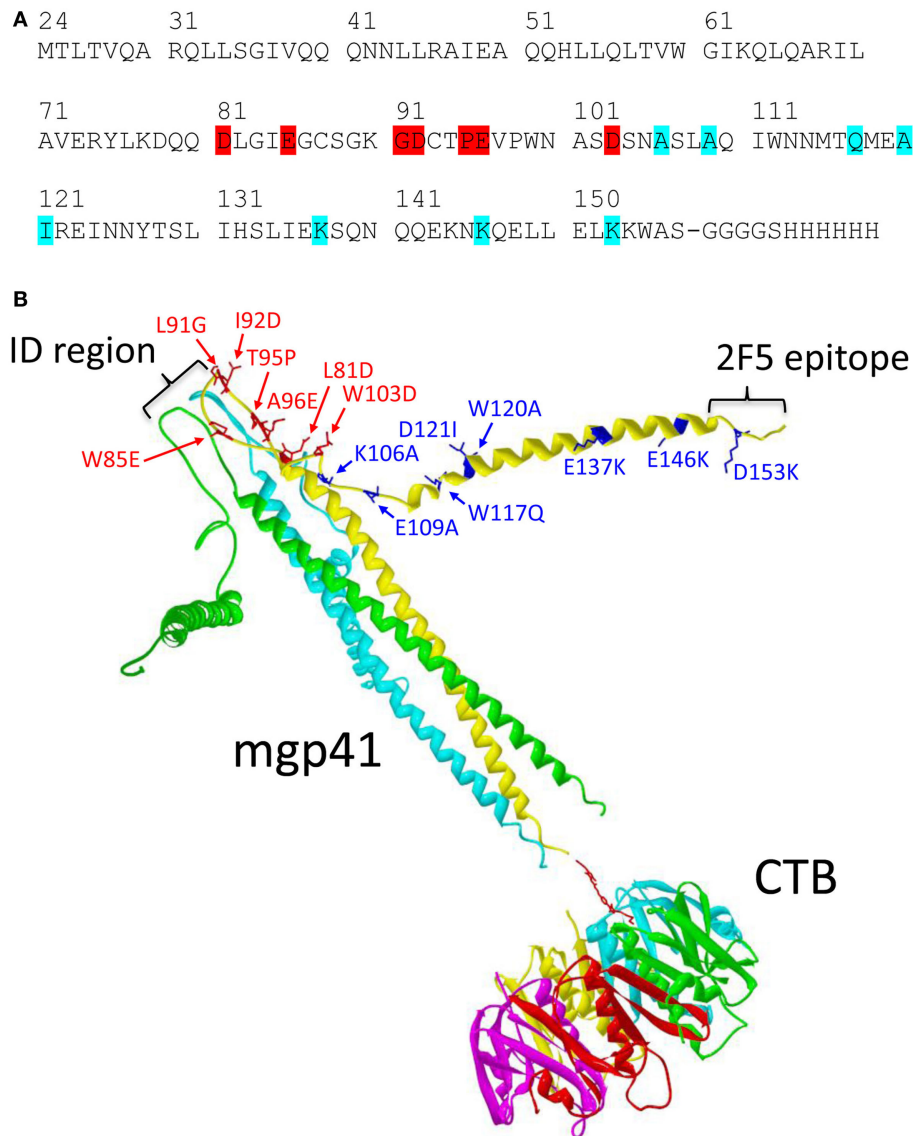 A
24 31 41 51 61
MTLTVQA RQLLSGIVQQ QNNLLRAIEA QQHLLQLTVW GIKQLQARIL
71 81 91 101 111
AVERYLKDQQ DLGIEGCSGK GDCTPEVPWN ASDSNASLAQ IWNNMTQMEA
121 131 141 150
IREINNYTSL IHSLIEKSQN QQEKNKQELL ELKKWAS-GGGGSHHHHHH
B
L91G I92D
ID region
T95P
A96E
L81D
W103D
2F5 epitope
W85E
K106A
D121I
W120A
E137K
E146K
D153K
E109A
W117Q
mgp41
CTB